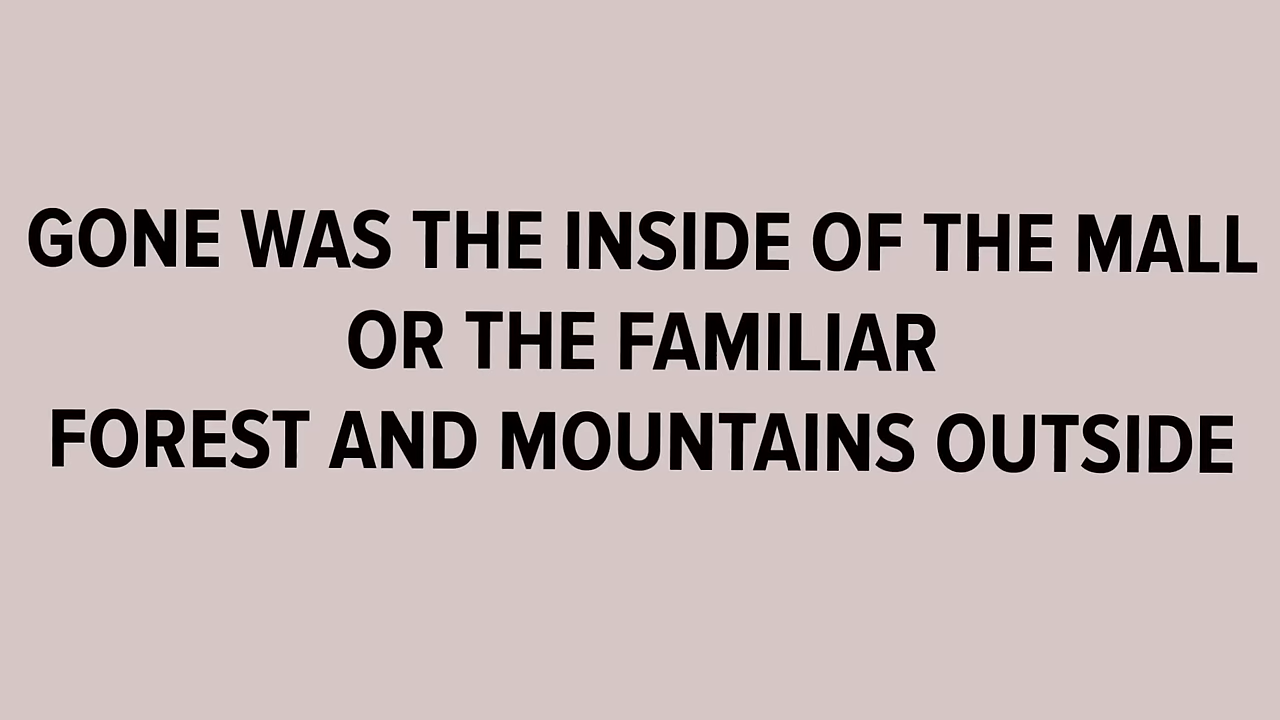 GONE WAS THE INSIDE OF THE MALL
OR THE FAMILIAR
FOREST AND MOUNTAINS OUTSIDE